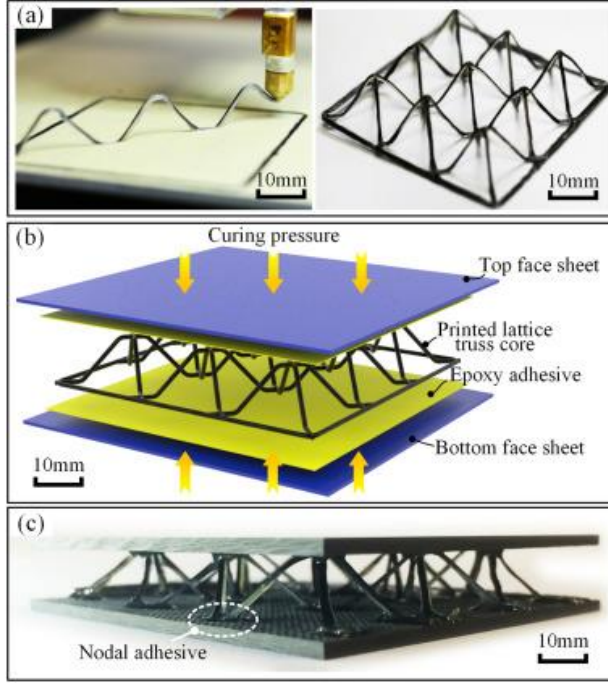 (a)
10mm
10mm
(b)
Curing pressure
Top face sheet
Printed lattice
truss core
Epoxy adhesive
Bottom face sheet
10mm
(c)
Nodal adhesive
10mm